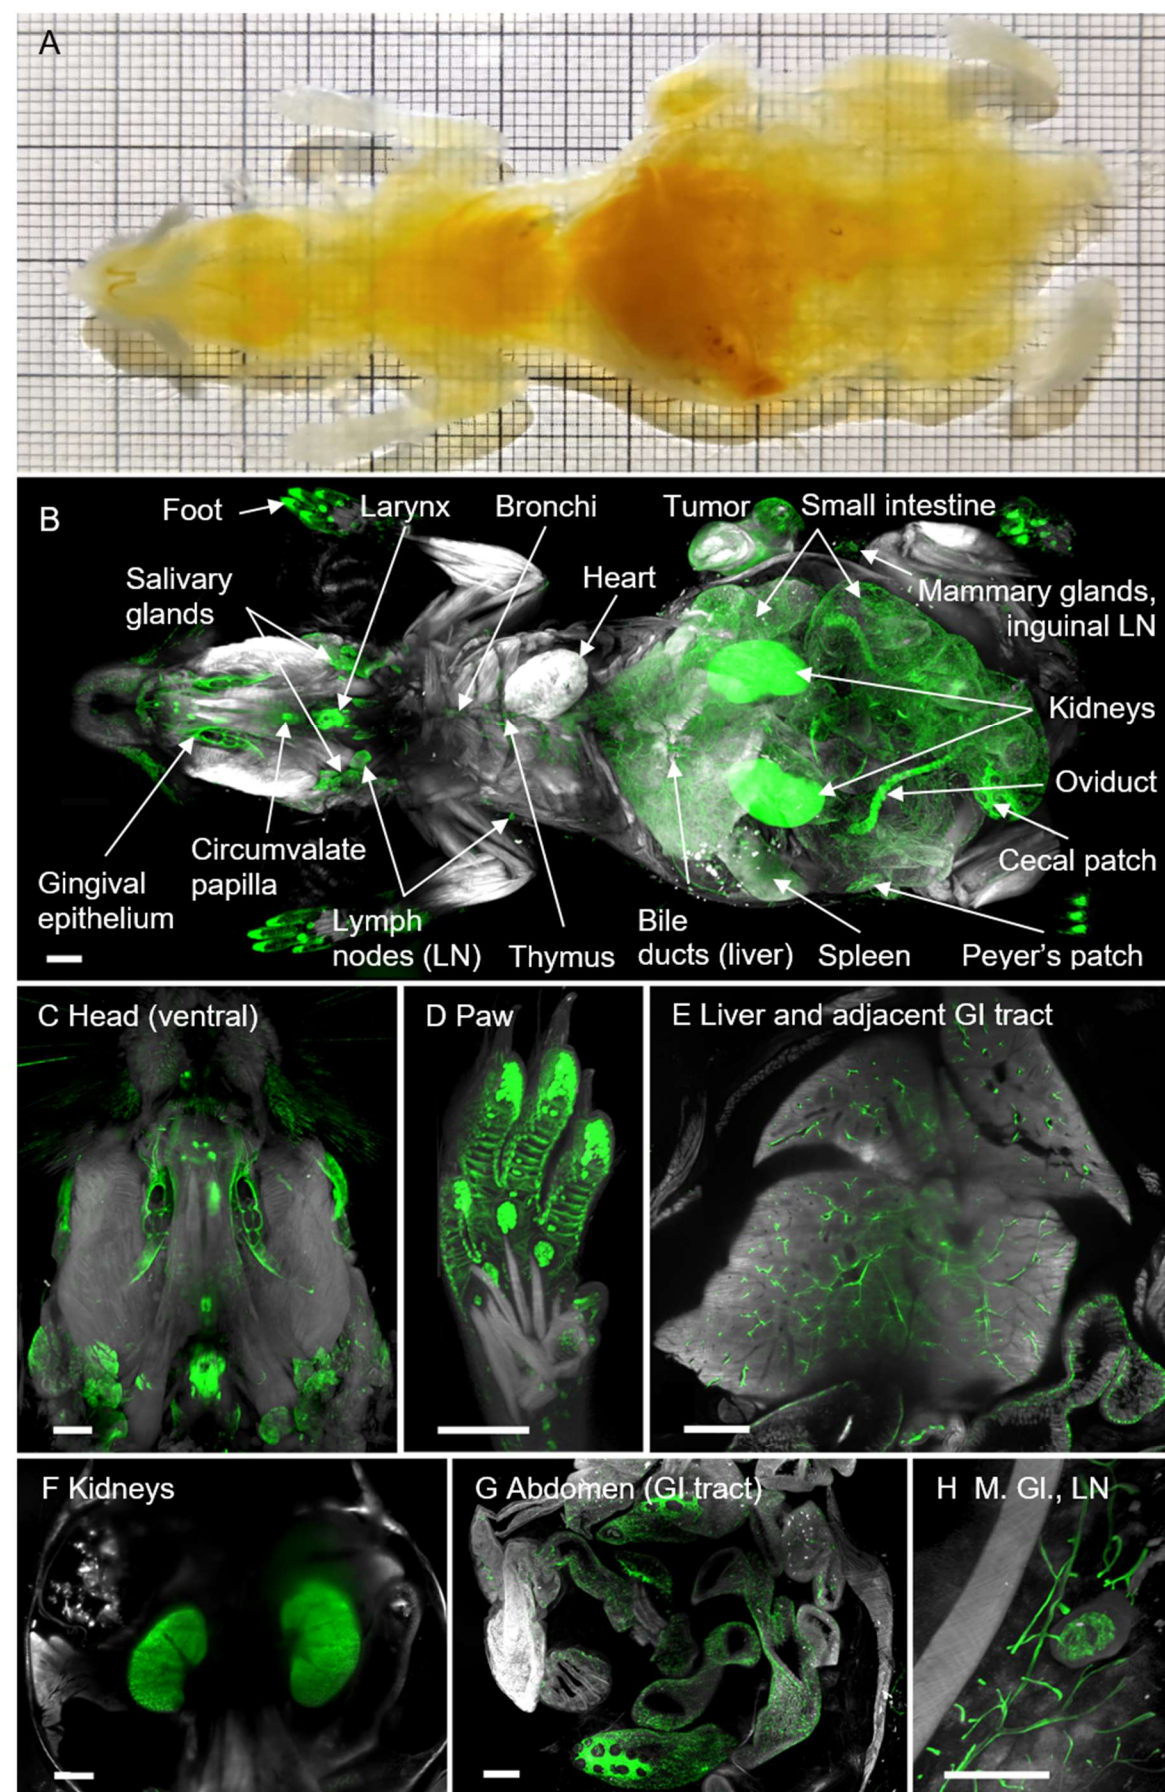 A
B
Foot
Larynx
Bronchi
Tumor
Small intestine
Salivary
glands
Heart
Mammary glands,
inguinal LN
Kidneys
Oviduct
Circumvalate
papilla
Cecal patch
Gingival
epithelium
Lymph
nodes (LN)
Thymus
Bile
ducts (liver)
Spleen
Peyer's patch
C Head (ventral)
D Paw
E Liver and adjacent GI tract
F Kidneys
G Abdomen (GI tract)
H M. Gl., LN